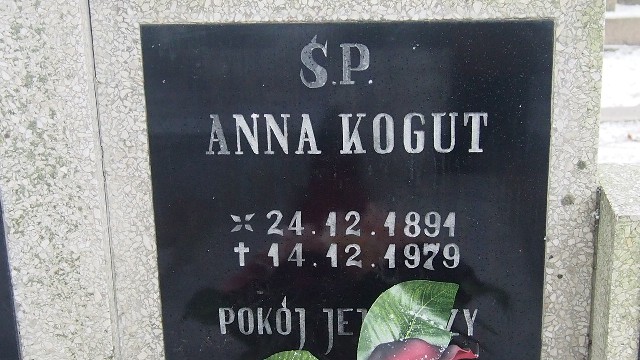 Ś.P.
ANNA KOGUT
24.12.1891
✝ 14.12.1979
POKÓJ